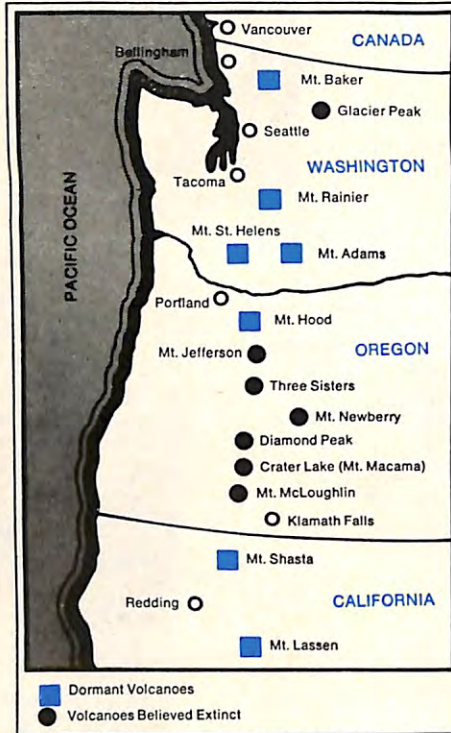 Vancouver
CANADA
Bellingham
Mt. Baker
Glacier Peak
Seattle
WASHINGTON
Tacoma
Mt. Rainier
Mt. St. Helens
Mt. Adams
PACIFIC OCEAN
Portland
Mt. Hood
Mt. Jefferson
OREGON
Three Sisters
Mt. Newberry
Diamond Peak
Crater Lake (Mt. Macama)
Mt. McLoughlin
Klamath Falls
Mt. Shasta
Redding
CALIFORNIA
Mt. Lassen
Dormant Volcanoes
Volcanoes Believed Extinct